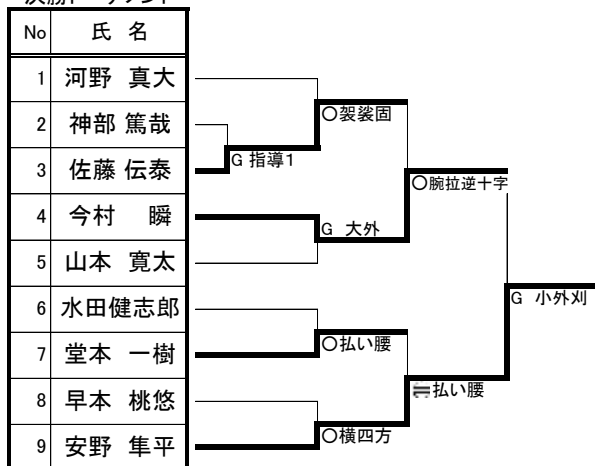 No 氏 名
1 河野 真大
2 神部 篤哉
3 佐藤 伝泰
4 今村 瞬
5 山本 寛太
6 水田健志郎
7 堂本 一樹
8 早本 桃悠
9 安野 隼平
〇袈裟固
G 指導1
〇腕拉逆十字
G 大外
G 小外刈
〇払い腰
払い腰
〇横四方